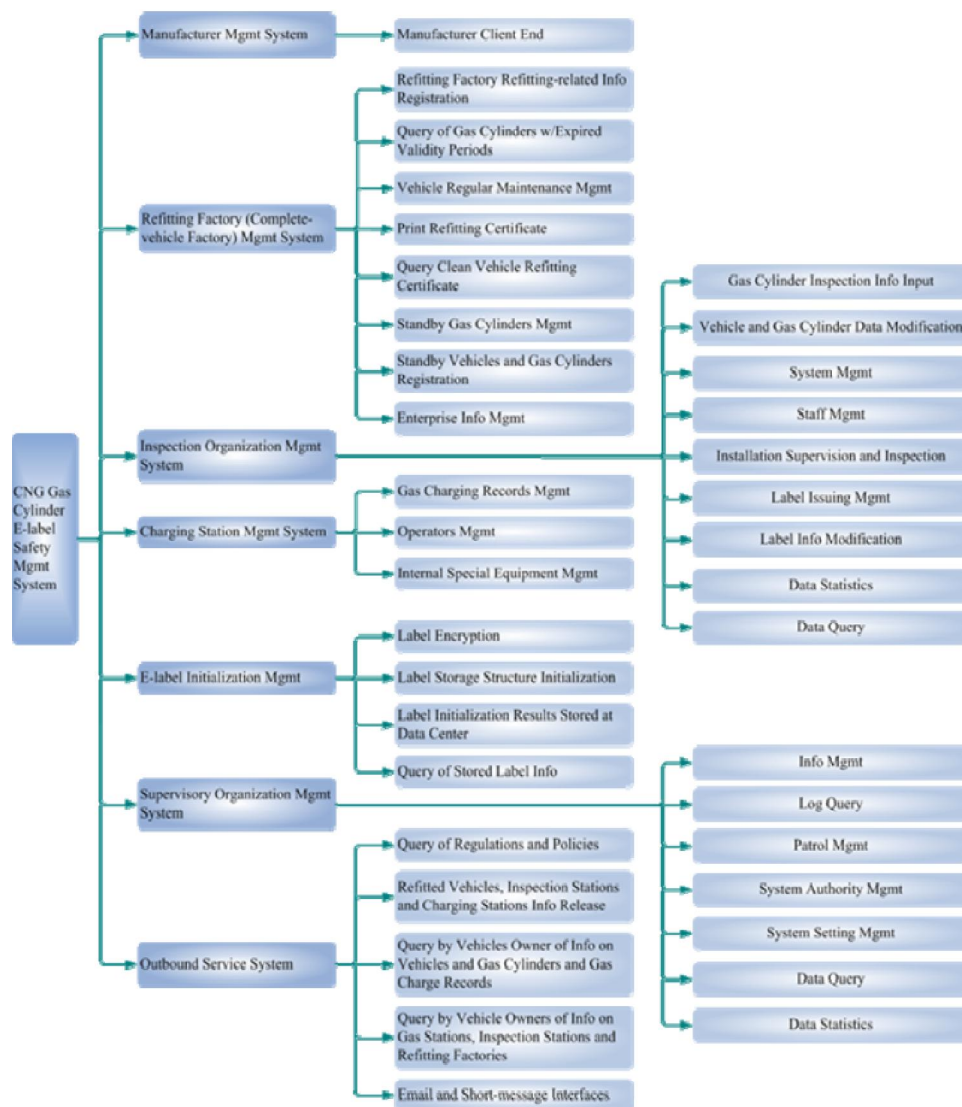 CNG Gas
Cylinder
E-label
Safety
Mgmt
System
Manufacturer Mgmt System
Manufacturer Client End
Refitting Factory (Complete-
vehicle Factory) Mgmt System
Refitting Factory Refitting-related Info
Registration
Query of Gas Cylinders w/Expired
Validity Periods
Vehicle Regular Maintenance Mgmt
Print Refitting Certificate
Query Clean Vehicle Refitting
Certificate
Standby Gas Cylinders Mgmt
Standby Vehicles and Gas Cylinders
Registration
Enterprise Info Mgmt
Inspection Organization Mgmt
System
Gas Cylinder Inspection Info Input
Vehicle and Gas Cylinder Data Modification
System Mgmt
Staff Mgmt
Installation Supervision and Inspection
Label Issuing Mgmt
Label Info Modification
Data Statistics
Data Query
Charging Station Mgmt System
Gas Charging Records Mgmt
Operators Mgmt
Internal Special Equipment Mgmt
E-label Initialization Mgmt
Label Encryption
Label Storage Structure Initialization
Label Initialization Results Stored at
Data Center
Query of Stored Label Info
Supervisory Organization Mgmt
System
Info Mgmt
Log Query
Patrol Mgmt
System Authority Mgmt
System Setting Mgmt
Data Query
Data Statistics
Outbound Service System
Query of Regulations and Policies
Refitted Vehicles, Inspection Stations
and Charging Stations Info Release
Query by Vehicles Owner of Info on
Vehicles and Gas Cylinders and Gas
Charge Records
Query by Vehicle Owners of Info on
Gas Stations, Inspection Stations and
Refitting Factories
Email and Short-message Interfaces